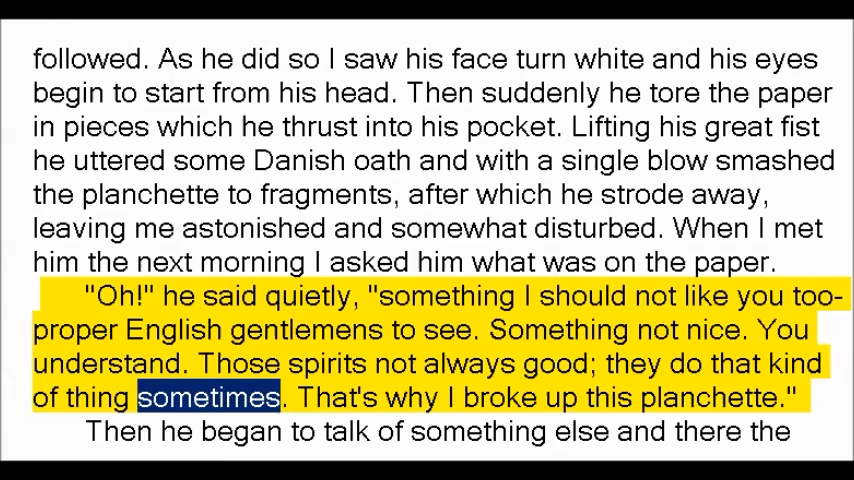 followed. As he did so I saw his face turn white and his eyes
begin to start from his head. Then suddenly he tore the paper
in pieces which he thrust into his pocket. Lifting his great fist
he uttered some Danish oath and with a single blow smashed
the planchette to fragments, after which he strode away,
leaving me astonished and somewhat disturbed. When I met
him the next morning I asked him what was on the paper.
"Oh!" he said quietly, "something I should not like you too-
proper English gentlemens to see. Something not nice. You
understand. Those spirits not always good; they do that kind
of thing sometimes. That's why I broke up this planchette."
Then he began to talk of something else and there the